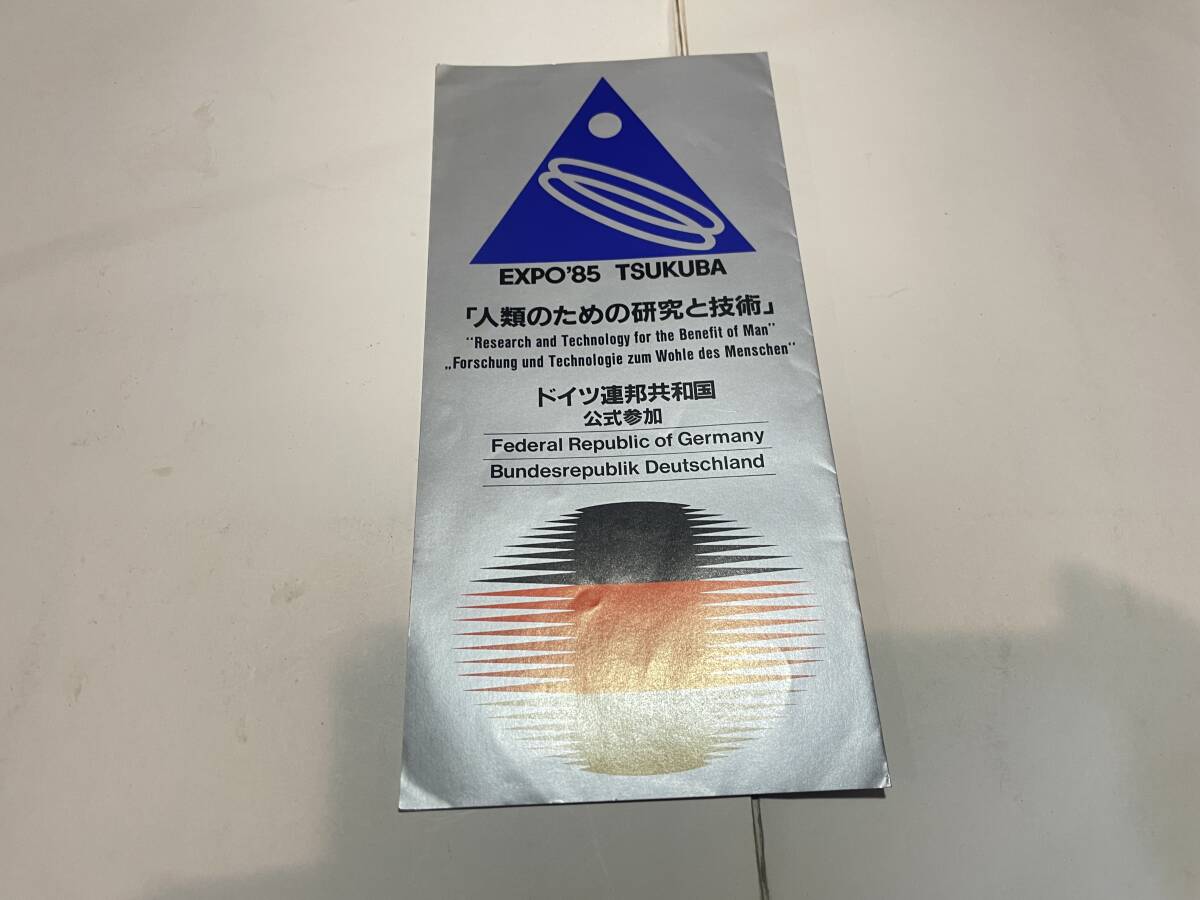 EXPO'85 TSUKUBA
「人類のための研究と技術」
"Research and Technology for the Benefit of Man"
„Forschung und Technologie zum Wohle des Menschen"
ドイツ連邦共和国
公式参加
Federal Republic of Germany
Bundesrepublik Deutschland